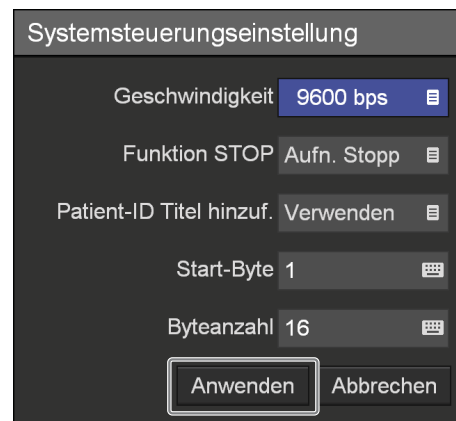 Systemsteuerungseinstellung
Geschwindigkeit 9600 bps
Funktion STOP Aufn. Stopp
Patient-ID Titel hinzuf. Verwenden
Start-Byte 1
Byteanzahl 16
Anwenden Abbrechen